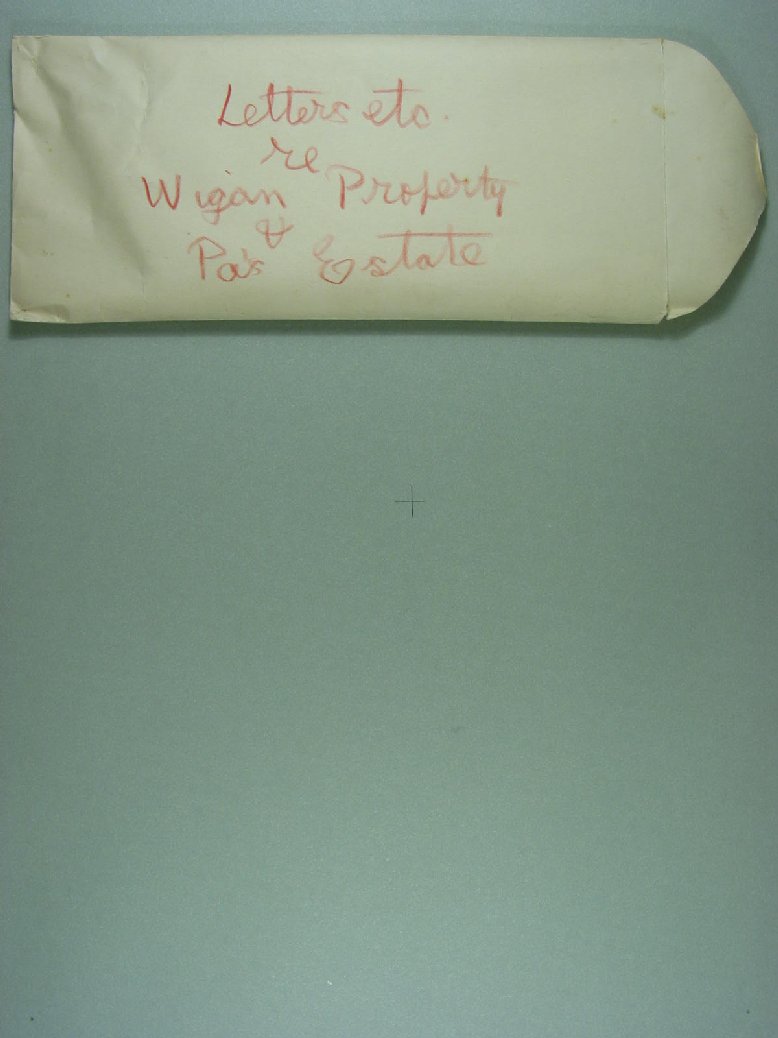 Letters etc.
re
Wigan Property
&
Pa's Estate